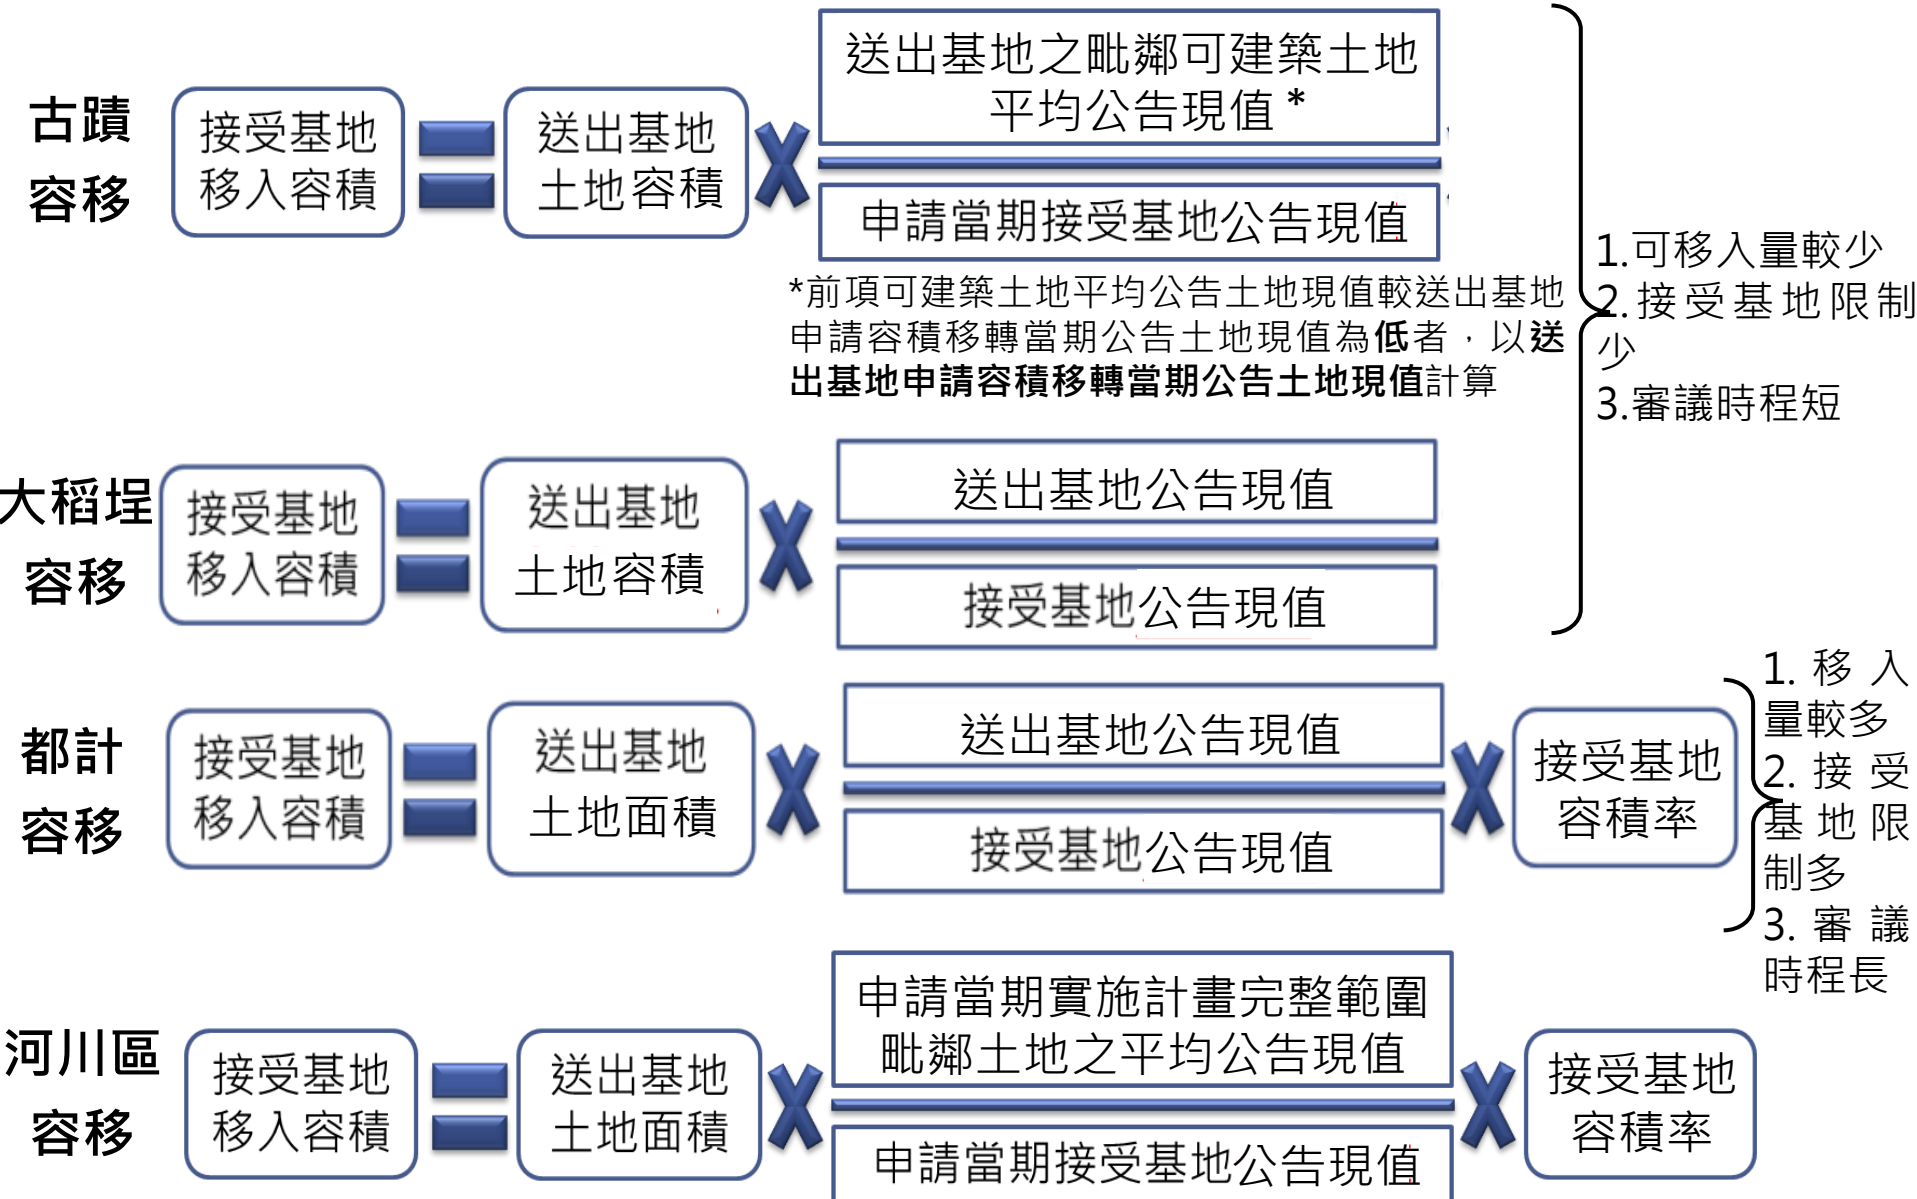 古蹟
容移
接受基地
移入容積
送出基地
土地容積
送出基地之毗鄰可建築土地
平均公告現值*
申請當期接受基地公告現值
*前項可建築土地平均公告土地現值較送出基地
申請容積移轉當期公告土地現值為低者，以送
出基地申請容積移轉當期公告土地現值計算
1.可移入量較少
2.接受基地限制
少
3.審議時程短
大稻埕
容移
接受基地
移入容積
送出基地
土地容積
送出基地公告現值
接受基地公告現值
都計
容移
接受基地
移入容積
送出基地
土地面積
送出基地公告現值
接受基地公告現值
接受基地
容積率
1. 移入
量較多
2. 接受
基地限
制多
3. 審議
時程長
河川區
容移
接受基地
移入容積
送出基地
土地面積
申請當期實施計畫完整範圍
毗鄰土地之平均公告現值
申請當期接受基地公告現值
接受基地
容積率